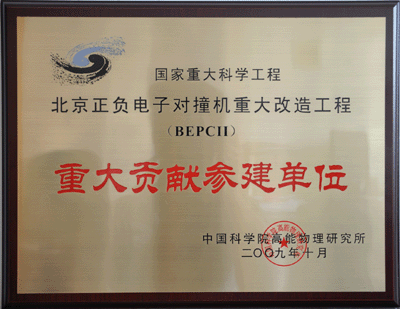 国家重大科学工程
北京正负电子对撞机重大改造工程
(BEPCII)
重大贡献参建单位
中国科学院高能物理研究所
二〇〇九年十月